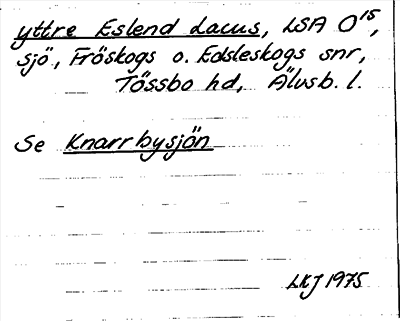 yttre Eslend Lacus, LSA O¹⁵,
sjö, Fröskogs o. Edsleskogs snr,
Tössbo hd, Älvsb. l.
Se Knarrbysjön
LKJ 1975